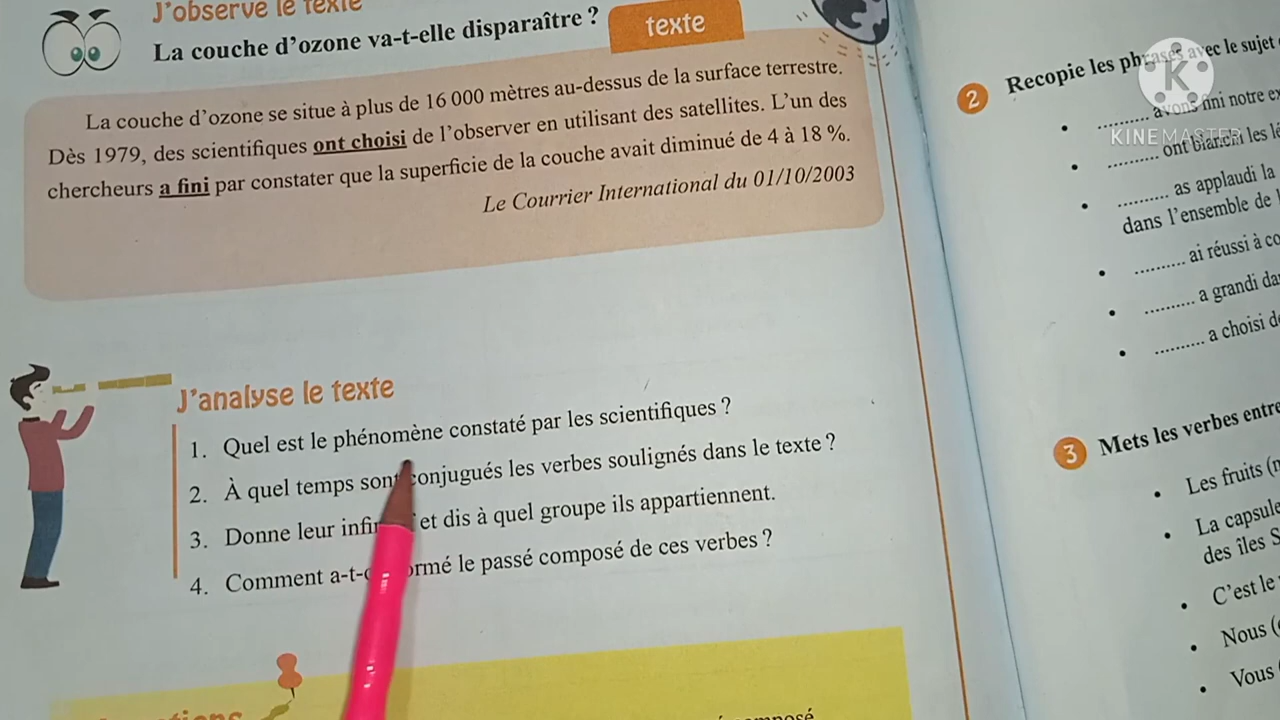 J'observe le texte
La couche d'ozone va-t-elle disparaître ?
texte
La couche d'ozone se situe à plus de 16 000 mètres au-dessus de la surface terrestre.
Dès 1979, des scientifiques ont choisi de l'observer en utilisant des satellites. L'un des
chercheurs a fini par constater que la superficie de la couche avait diminué de 4 à 18 %.
Le Courrier International du 01/10/2003
J'analyse le texte
1. Quel est le phénomène constaté par les scientifiques ?
2. À quel temps sont conjugués les verbes soulignés dans le texte ?
3. Donne leur et dis à quel groupe ils appartiennent.
4. Comment le passé composé de ces verbes ?
2 Recopie les phrases avec le sujet
• .......... avons fini notre
• .......... ont blanchi les
• .......... as applaudi la
dans l'ensemble de
• .......... ai réussi à
• .......... a grandi
• .......... a choisi
3 Mets les verbes
• Les fruits
• La capsule
des îles
• C'est le
• Nous
• Vous
K
KINEMASTER